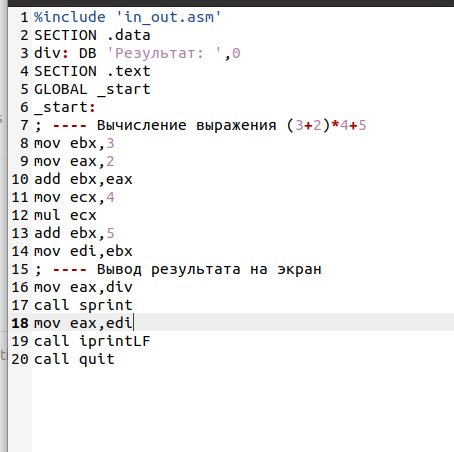 1 %include 'in_out.asm'
2 SECTION .data
3 div: DB 'Результат: ',0
4 SECTION .text
5 GLOBAL _start
6 _start:
7 ; ---- Вычисление выражения (3+2)*4+5
8 mov ebx,3
9 mov eax,2
10 add ebx,eax
11 mov ecx,4
12 mul ecx
13 add ebx,5
14 mov edi,ebx
15 ; ---- Вывод результата на экран
16 mov eax,div
17 call sprint
18 mov eax,edi
19 call iprintLF
20 call quit